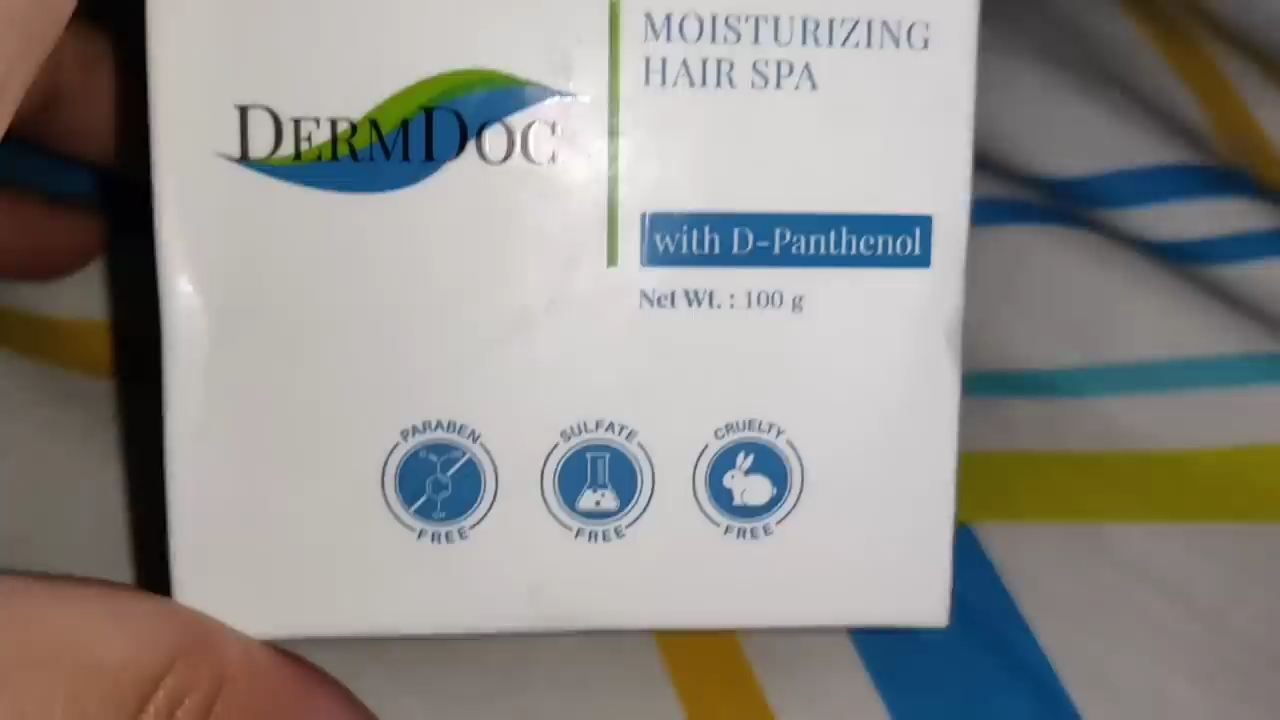 MOISTURIZING
HAIR SPA
DERMDOC
with D-Panthenol
Net Wt. : 100 g
PARABEN
FREE
SULFATE
FREE
CRUELTY
FREE